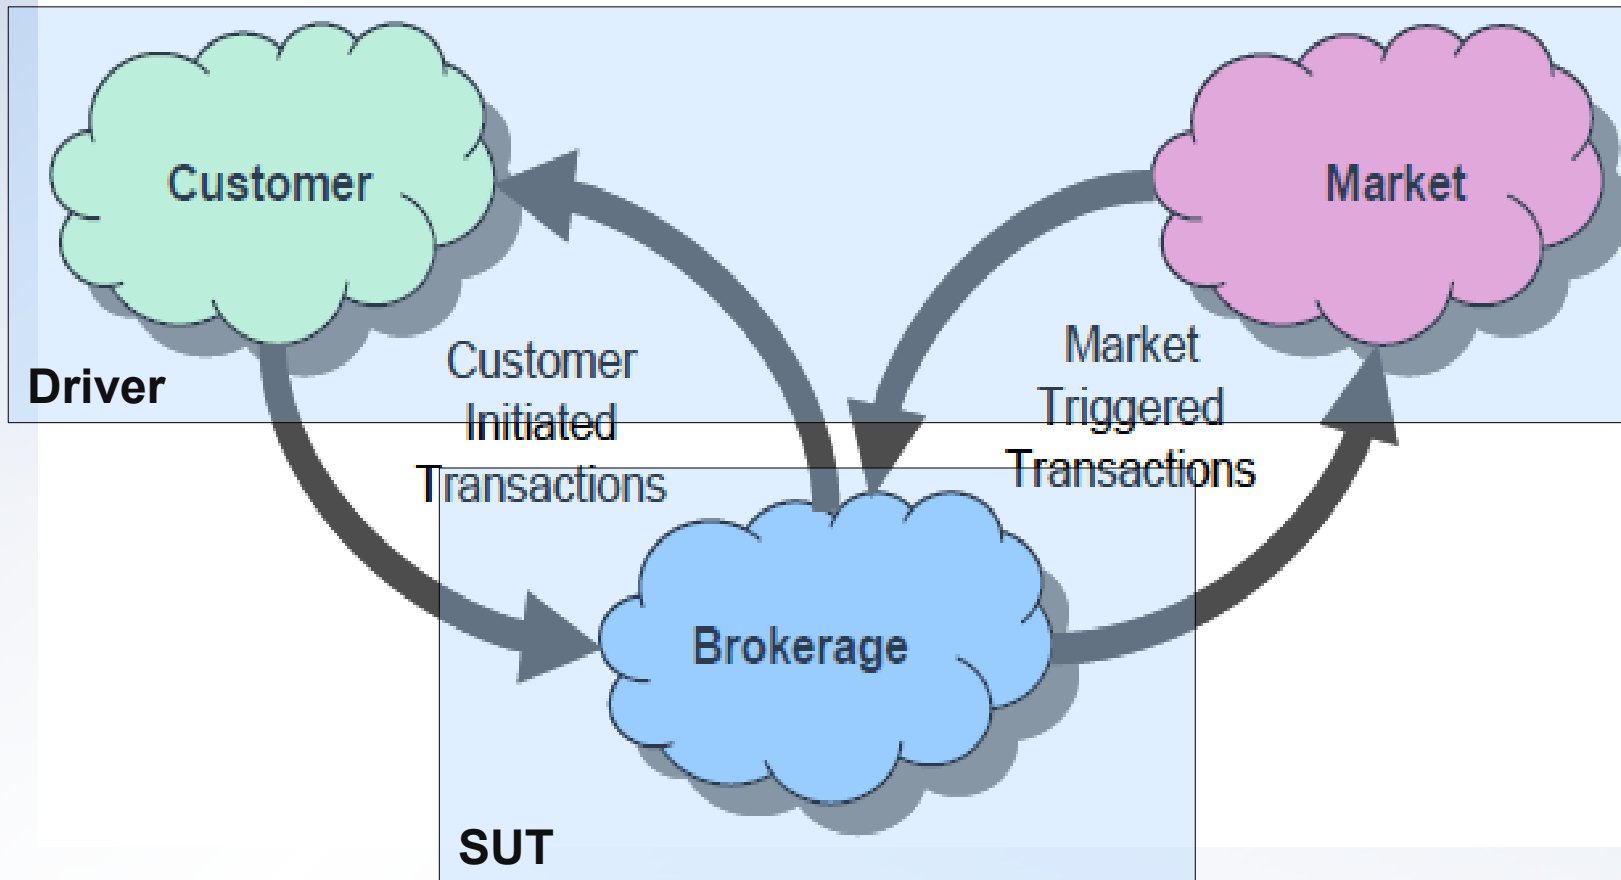 Customer
Market
Customer
Initiated
Transactions
Market
Triggered
Transactions
Driver
Brokerage
SUT